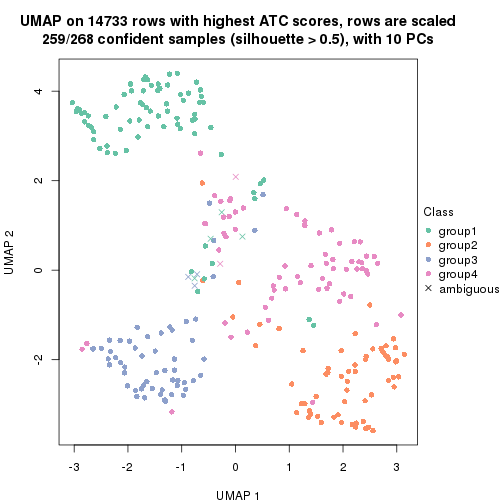 UMAP on 14733 rows with highest ATC scores, rows are scaled
259/268 confident samples (silhouette > 0.5), with 10 PCs
4
2
0
-2
UMAP 2
-3
-2
-1
0
1
2
3
UMAP 1
Class
group1
group2
group3
group4
ambiguous